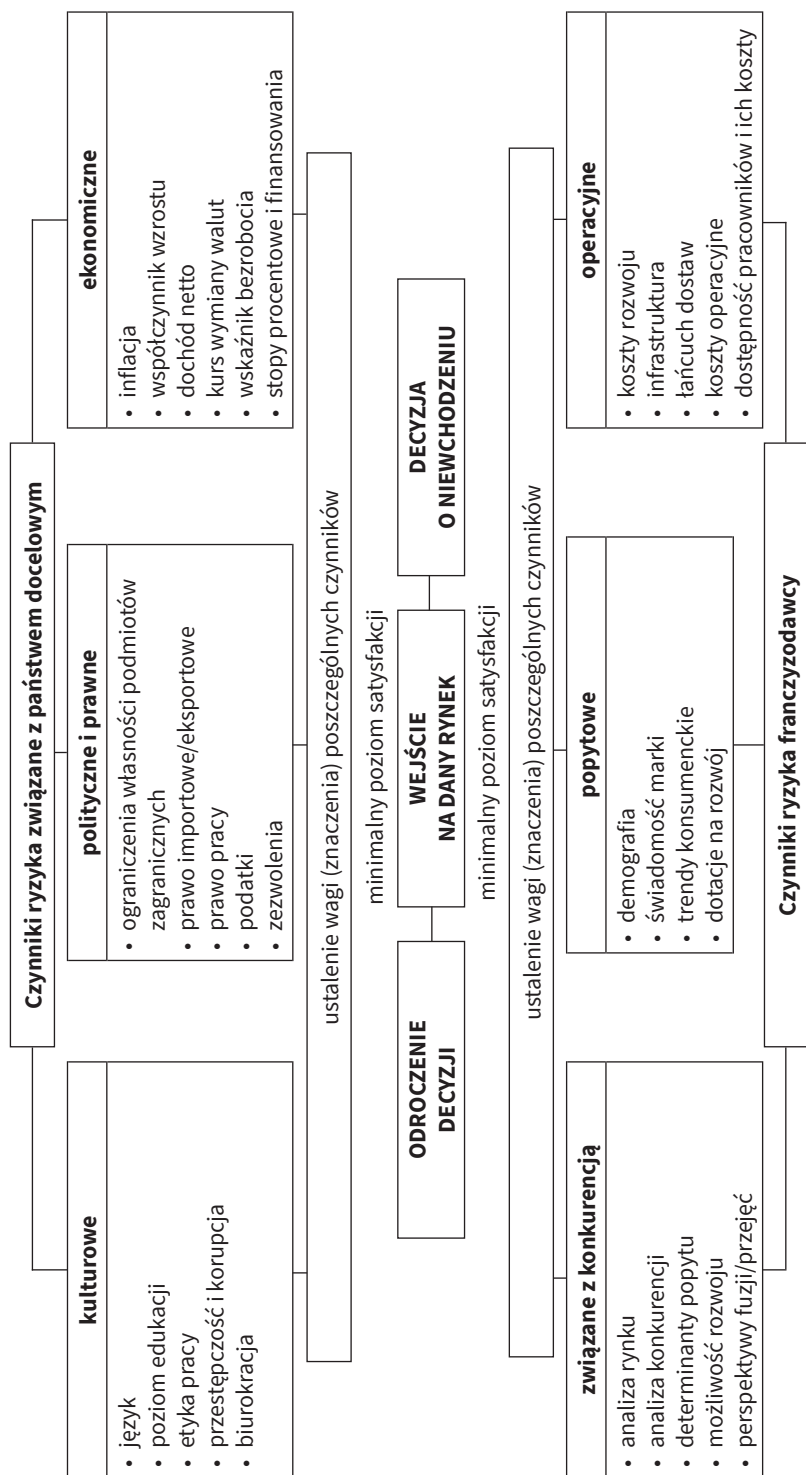 Czynniki ryzyka związane z państwem docelowym
kulturowe
• język
• poziom edukacji
• etyka pracy
• przestępczość i korupcja
• biurokracja
polityczne i prawne
• ograniczenia własności podmiotów
zagranicznych
• prawo importowe/eksportowe
• prawo pracy
• podatki
• zezwolenia
ekonomiczne
• inflacja
• współczynnik wzrostu
• dochód netto
• kurs wymiany walut
• wskaźnik bezrobocia
• stopy procentowe i finansowania
ustalenie wagi (znaczenia) poszczególnych czynników
minimalny poziom satysfakcji
ODROCZENIE
DECYZJI
WEJŚCIE
NA DANY RYNEK
DECYZJA
O NIEWCHODZENIU
minimalny poziom satysfakcji
ustalenie wagi (znaczenia) poszczególnych czynników
związane z konkurencją
• analiza rynku
• analiza konkurencji
• determinanty popytu
• możliwość rozwoju
• perspektywy fuzji/przejęć
popytowe
• demografia
• świadomość marki
• trendy konsumenckie
• dotacje na rozwój
operacyjne
• koszty rozwoju
• infrastruktura
• łańcuch dostaw
• koszty operacyjne
• dostępność pracowników i ich koszty
Czynniki ryzyka franczyzodawcy